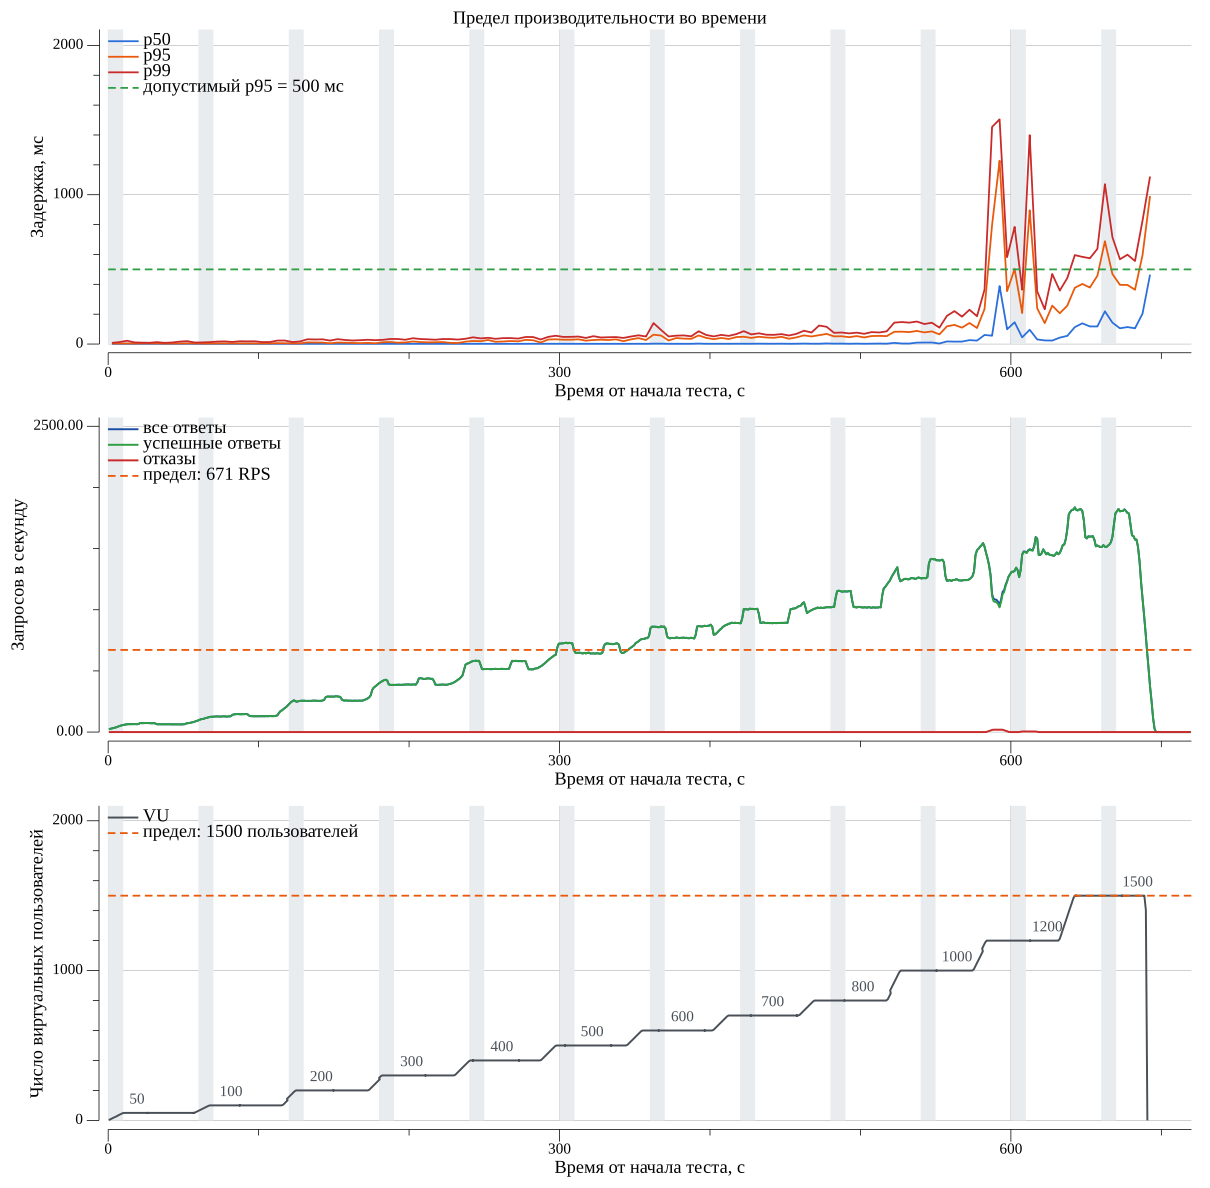 Предел производительности во времени
p50
p95
p99
допустимый p95 = 500 мс
2000
1000
0
Задержка, мс
0
300
600
Время от начала теста, с
все ответы
успешные ответы
отказы
предел: 671 RPS
2500.00
0.00
Запросов в секунду
0
300
600
Время от начала теста, с
VU
предел: 1500 пользователей
2000
1000
0
Число виртуальных пользователей
50
100
200
300
400
500
600
700
800
1000
1200
1500
0
300
600
Время от начала теста, с